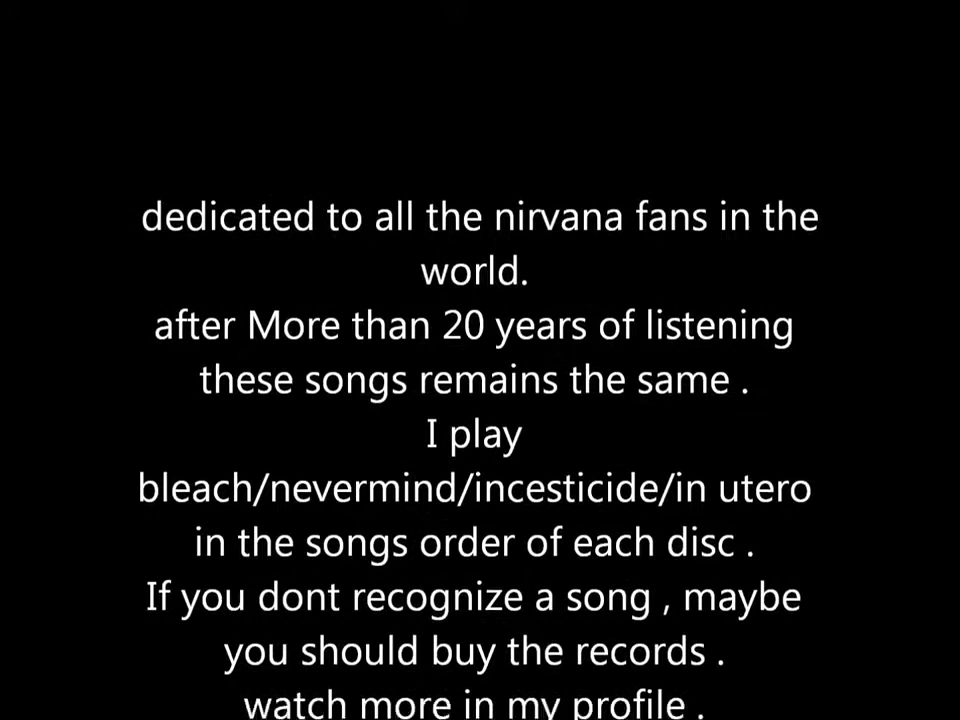 dedicated to all the nirvana fans in the
world.
after More than 20 years of listening
these songs remains the same .
I play
bleach/nevermind/incesticide/in utero
in the songs order of each disc .
If you dont recognize a song , maybe
you should buy the records .
watch more in my profile .